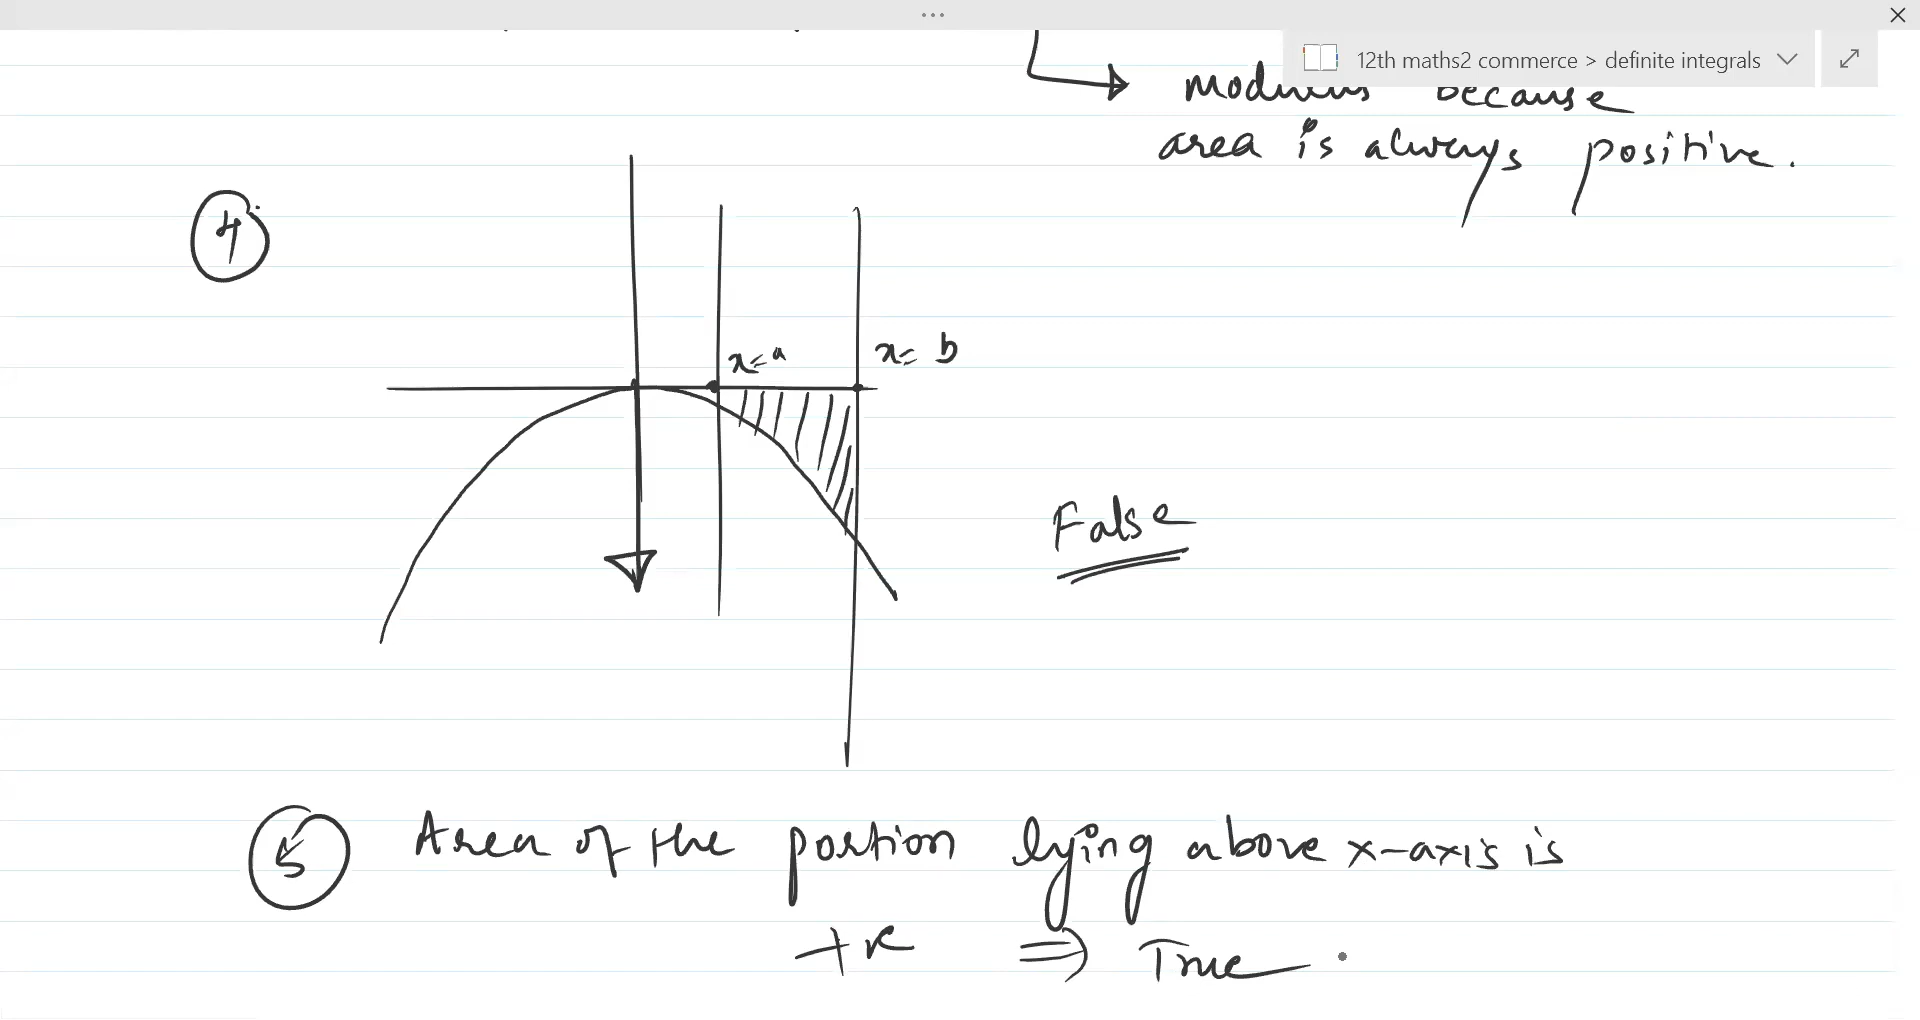 ...
12th maths2 commerce > definite integrals
modulus because
area is always positive.
4
x=a
x= b
False
5 Area of the portion lying above x-axis is
+ve ⇒ True .